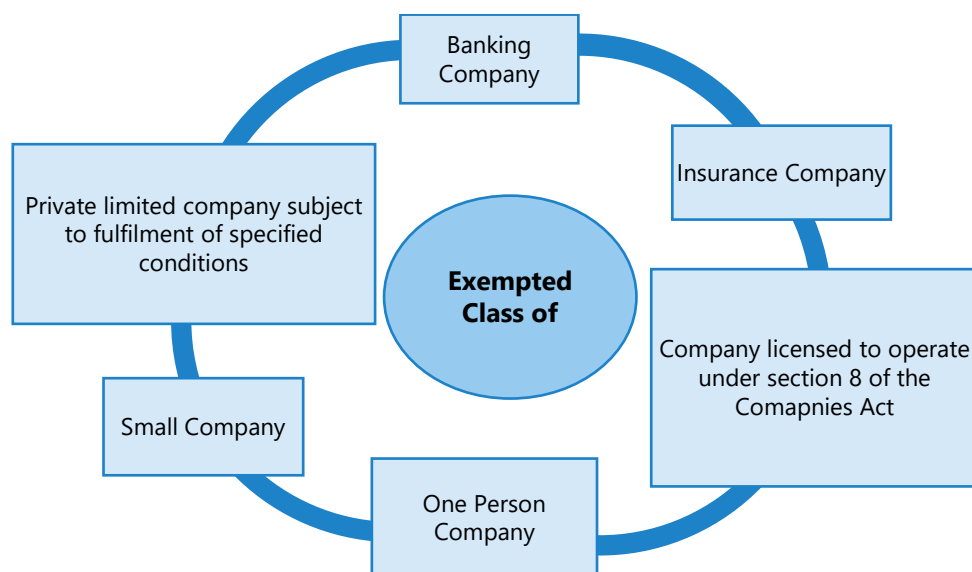 Banking
Company
Insurance Company
Private limited company subject
to fulfilment of specified
conditions
Exempted
Class of
Company licensed to operate
under section 8 of the
Comapnies Act
Small Company
One Person
Company